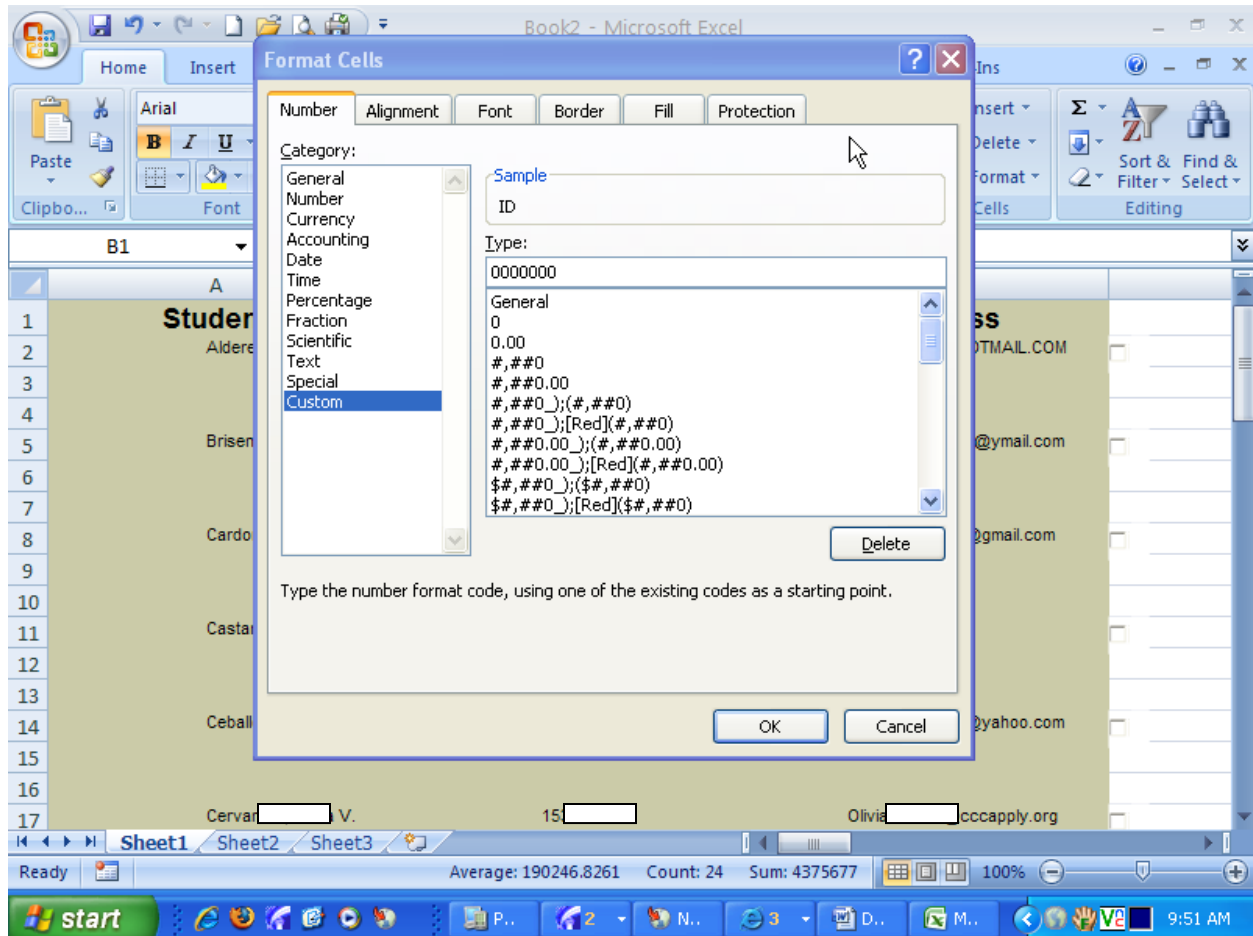 Book2 - Microsoft Excel
Format Cells
Home Insert -Ins
Number Alignment Font Border Fill Protection
Paste
Clipbo...
Arial
B I U
Font
nsert
Delete
Format
Cells
Σ
Sort & Filter
Find & Select
Editing
Category:
General
Number
Currency
Accounting
Date
Time
Percentage
Fraction
Scientific
Text
Special
Custom
Sample
ID
Type:
0000000
General
0
0.00
#,##0
#,##0.00
#,##0_);(#,##0)
#,##0_);[Red](#,##0)
#,##0.00_);(#,##0.00)
#,##0.00_);[Red](#,##0.00)
$#,##0_);($#,##0)
$#,##0_);[Red]($#,##0)
Delete
Type the number format code, using one of the existing codes as a starting point.
OK Cancel
B1
A
1 Studer ss
2 Aldere OTMAIL.COM
3
4
5 Brisen @ymail.com
6
7
8 Cardo @gmail.com
9
10
11 Castar
12
13
14 Ceball @yahoo.com
15
16
17 Cervar V. 15 Olivia cccapply.org
Sheet1 Sheet2 Sheet3
Ready Average: 190246.8261 Count: 24 Sum: 4375677 100%
start P.. 2 N.. 3 D.. M.. 9:51 AM